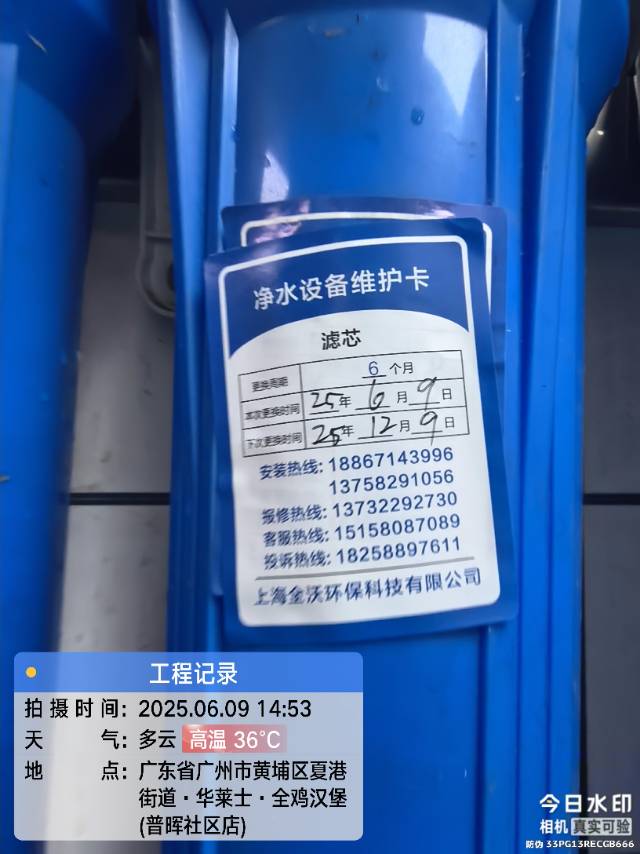 净水设备维护卡
滤芯
更换周期 6 个月
本次更换时间 25年 6 月 9 日
下次更换时间 25年 12 月 9 日
安装热线: 18867143996
13758291056
报修热线: 13732292730
客服热线: 15158087089
投诉热线: 18258897611
上海金沃环保科技有限公司
工程记录
拍摄时间: 2025.06.09 14:53
天气: 多云 高温 36°C
地点: 广东省广州市黄埔区夏港
街道·华莱士·全鸡汉堡
(普晖社区店)
今日水印
相机 真实可验
防伪 33PG13RECGB666